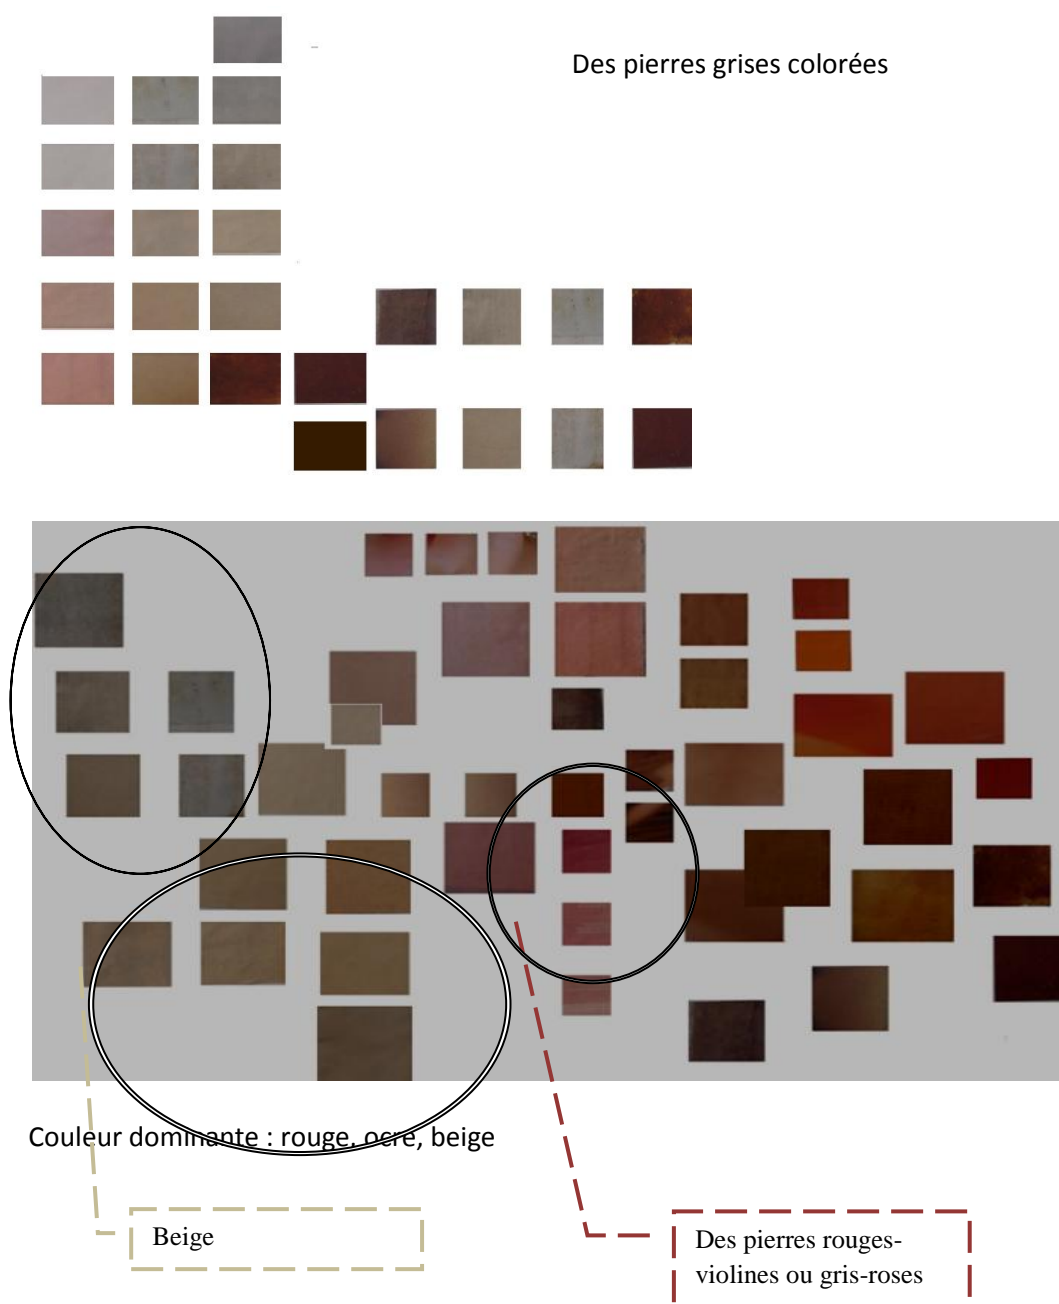 Des pierres grises colorées
Couleur dominante : rouge, ocre, beige
Beige
Des pierres rouges-
violines ou gris-roses